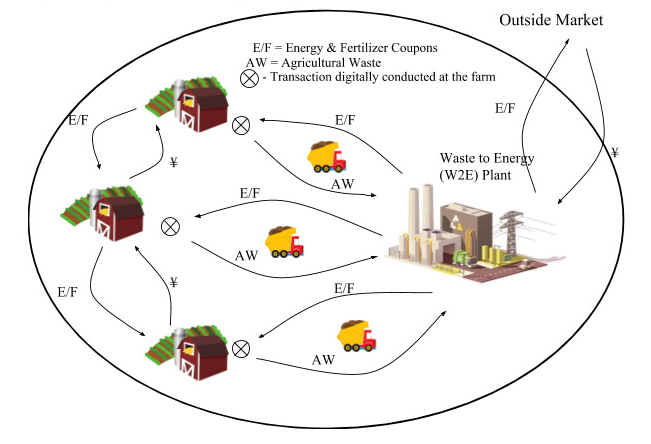 Outside Market
E/F = Energy & Fertilizer Coupons
AW = Agricultural Waste
- Transaction digitally conducted at the farm
E/F
E/F
E/F
¥
¥
Waste to Energy
(W2E) Plant
AW
E/F
AW
¥
E/F
E/F
AW